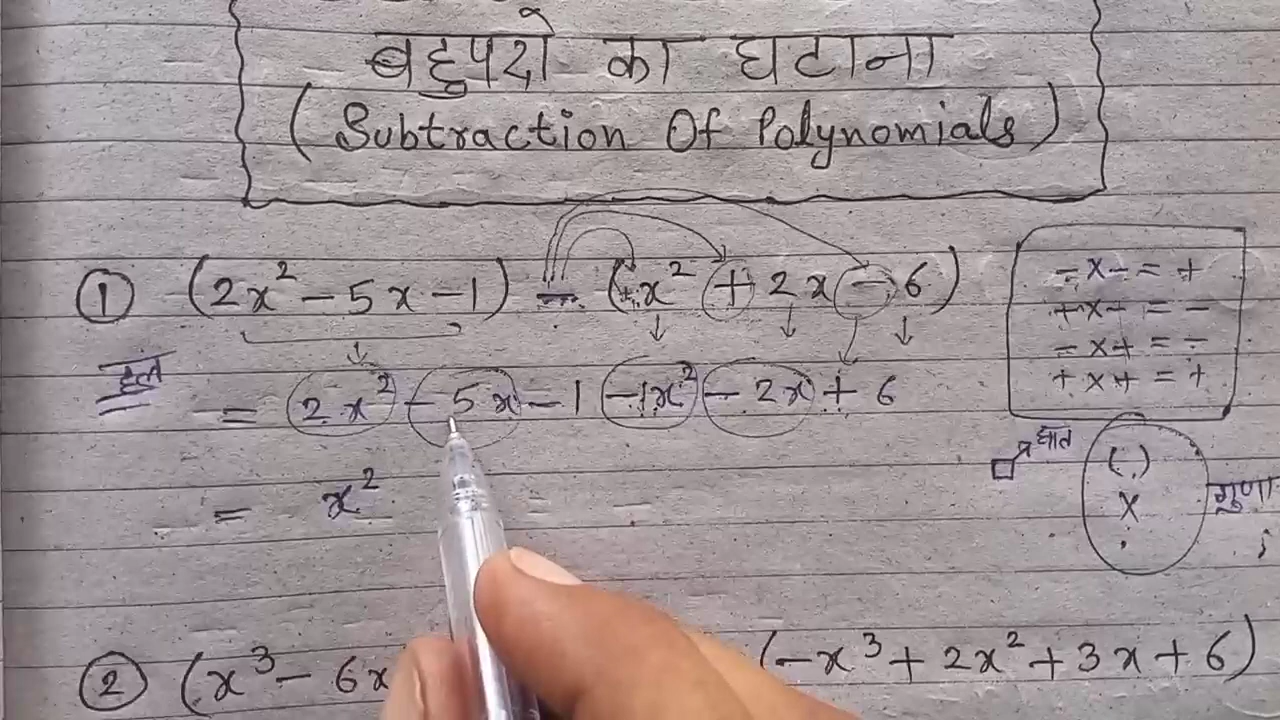 बहुपदो का घटाना
(Subtraction Of Polynomials)
① (2x² - 5x - 1) - (+x² + 2x - 6)
हल
= 2x² - 5x - 1 - 1x² - 2x + 6
= x²
- x - = +
+ x - = -
- x + = -
+ x + = +
घात
( )
x
.
गुणा
;
② (x³ - 6x
(-x³ + 2x² + 3x + 6)